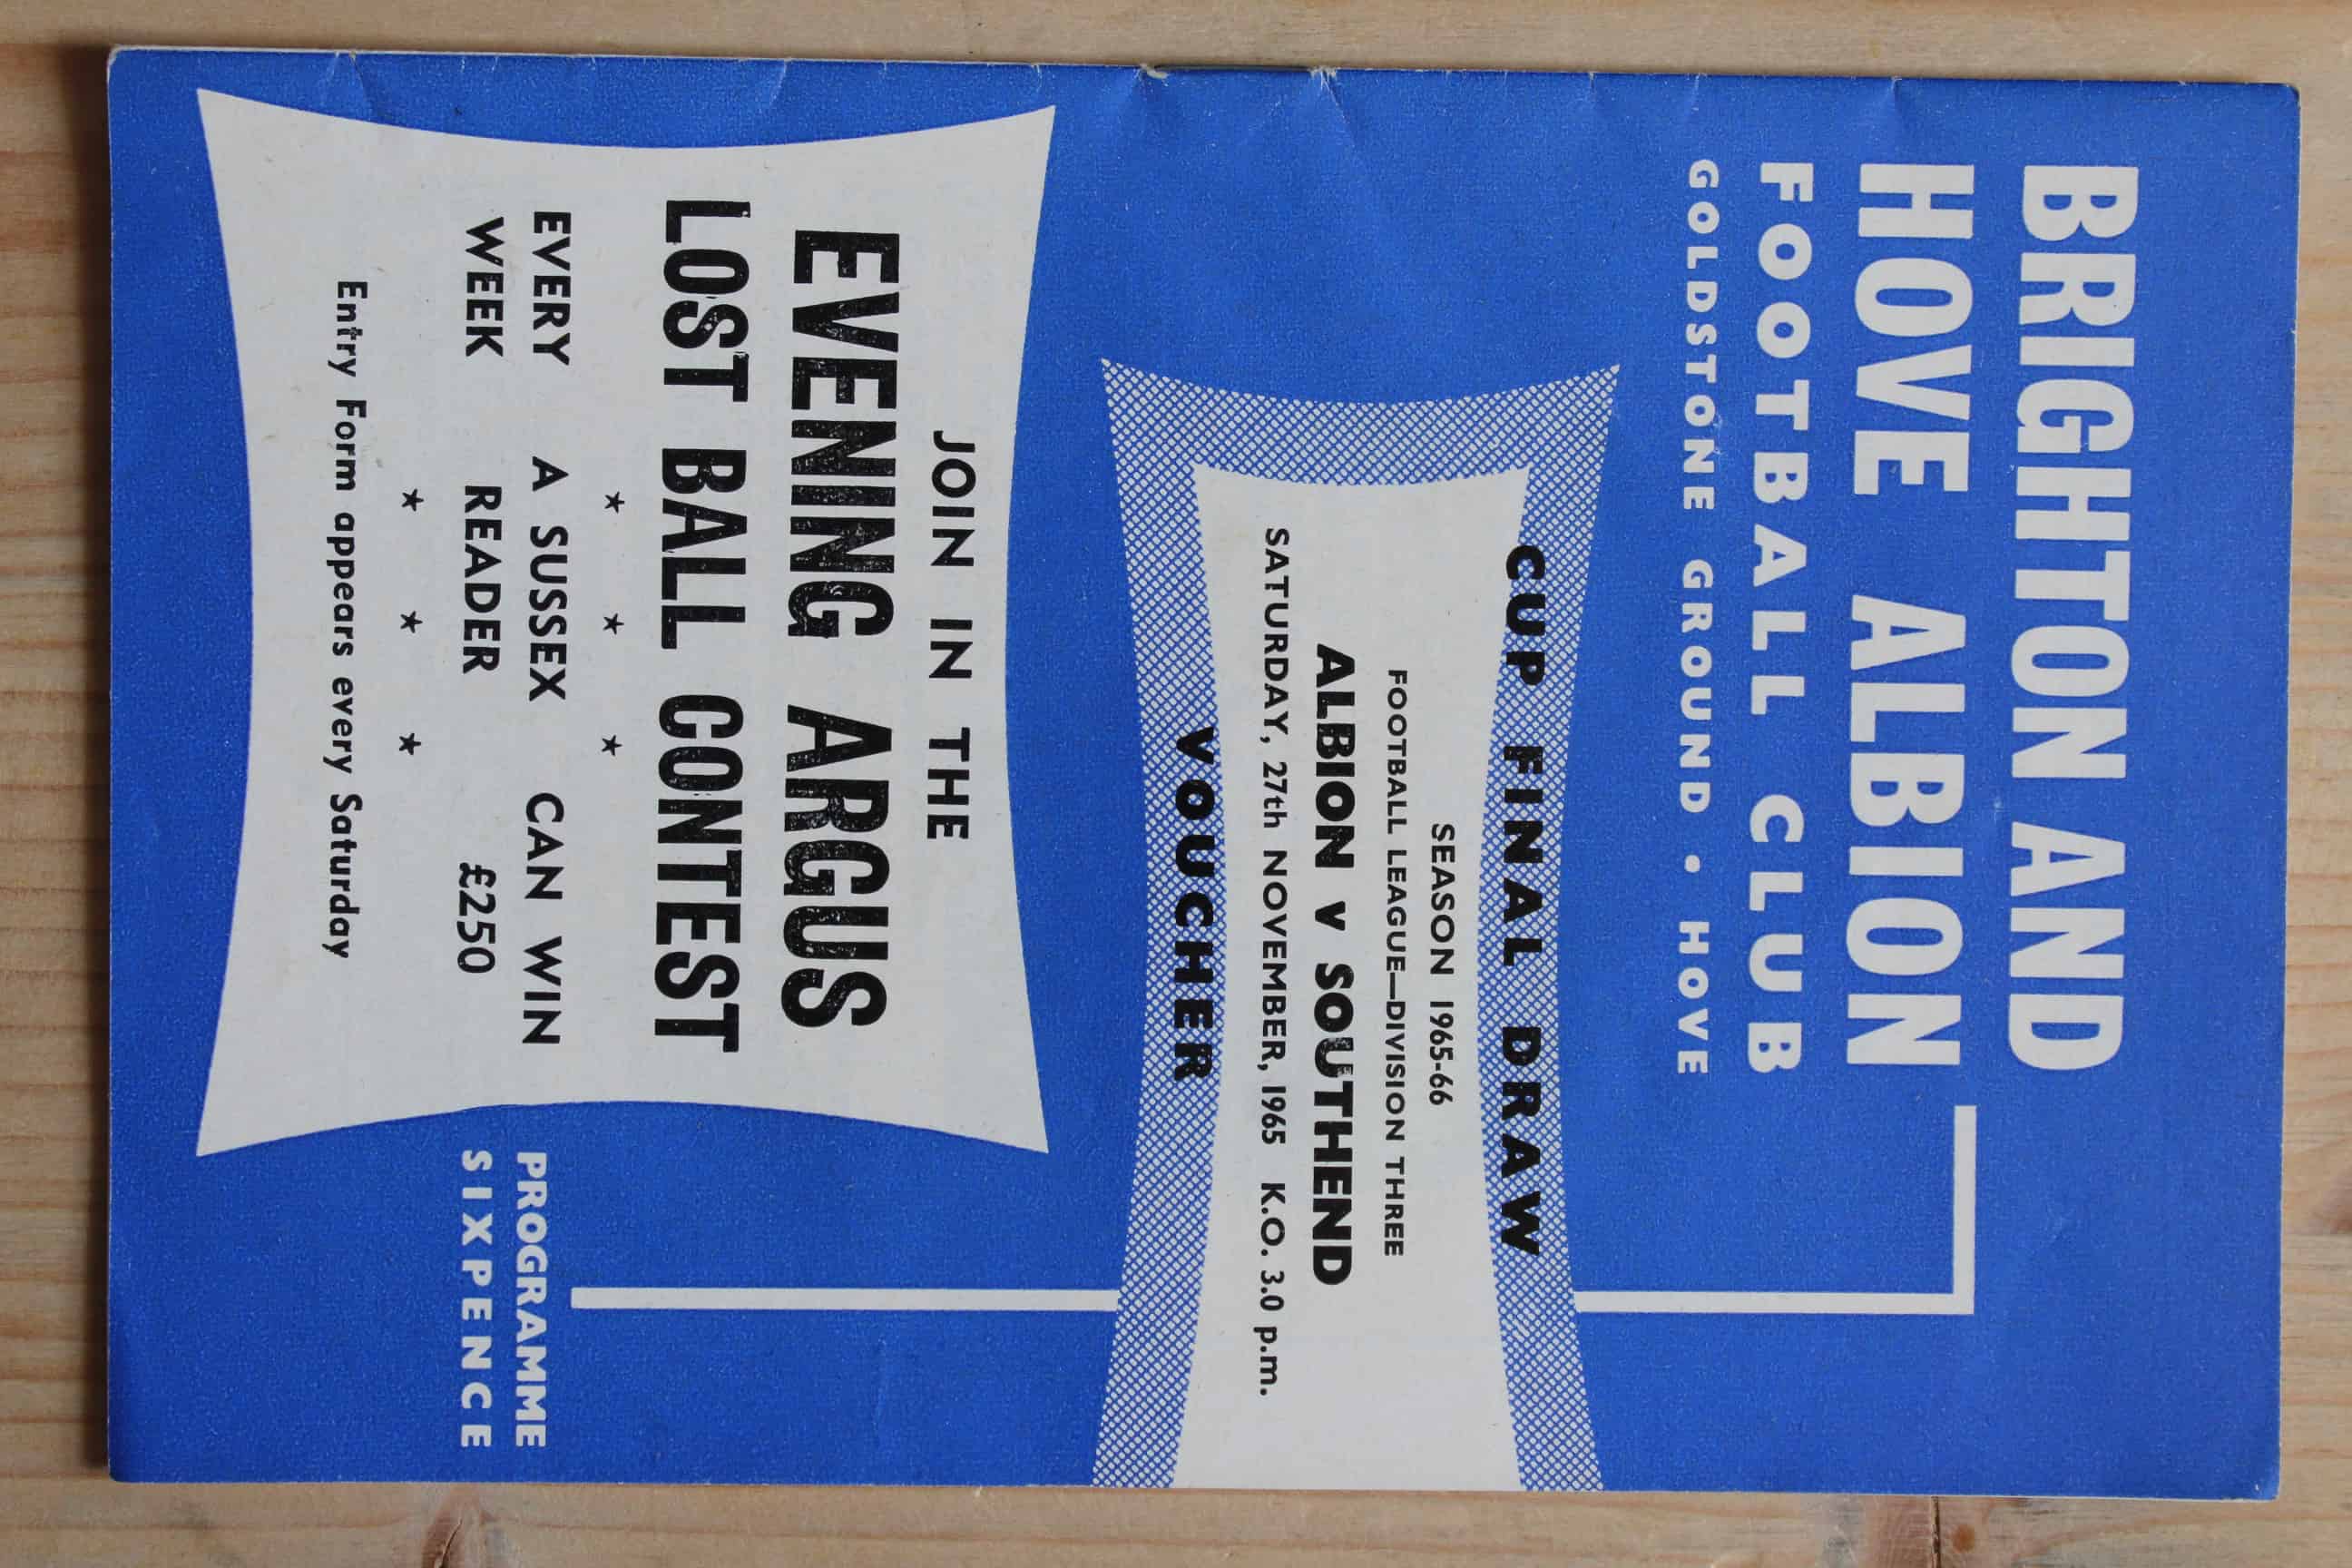 BRIGHTON AND
HOVE ALBION
FOOTBALL CLUB
GOLDSTONE GROUND • HOVE
CUP FINAL DRAW
SEASON 1965-66
FOOTBALL LEAGUE—DIVISION THREE
ALBION v SOUTHEND
SATURDAY, 27th NOVEMBER, 1965 K.O. 3.0 p.m.
VOUCHER
JOIN IN THE
EVENING ARGUS
LOST BALL CONTEST
★ ★ ★
EVERY A SUSSEX CAN WIN
WEEK READER £250
★ ★ ★
Entry Form appears every Saturday
PROGRAMME
SIXPENCE